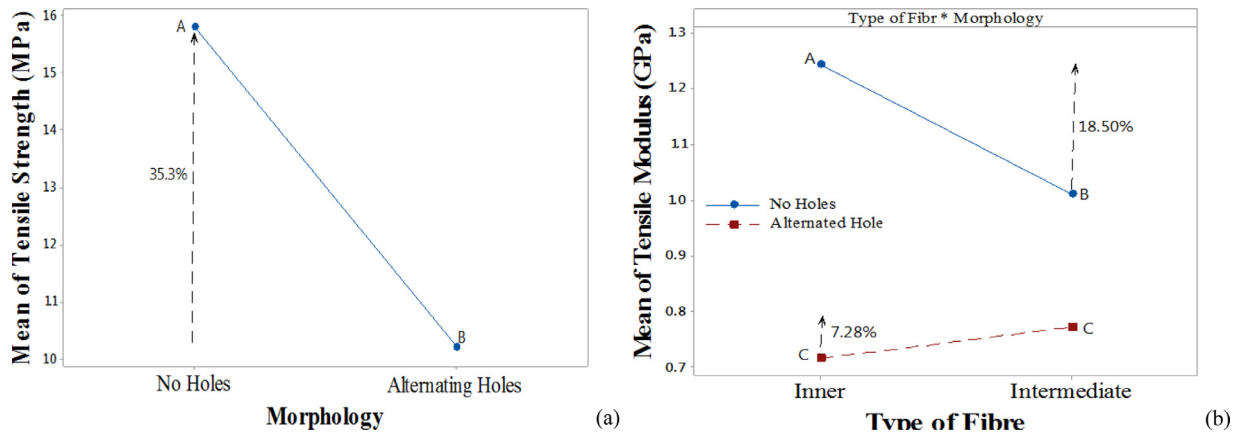 Mean of Tensile Strength (MPa)
16
15
14
13
12
11
10
A
35.3%
B
No Holes
Alternating Holes
Morphology
(a)
Type of Fibr * Morphology
Mean of Tensile Modulus (GPa)
1.3
1.2
1.1
1.0
0.9
0.8
0.7
A
18.50%
B
No Holes
Alternated Hole
7.28%
C
C
Inner
Intermediate
Type of Fibre
(b)